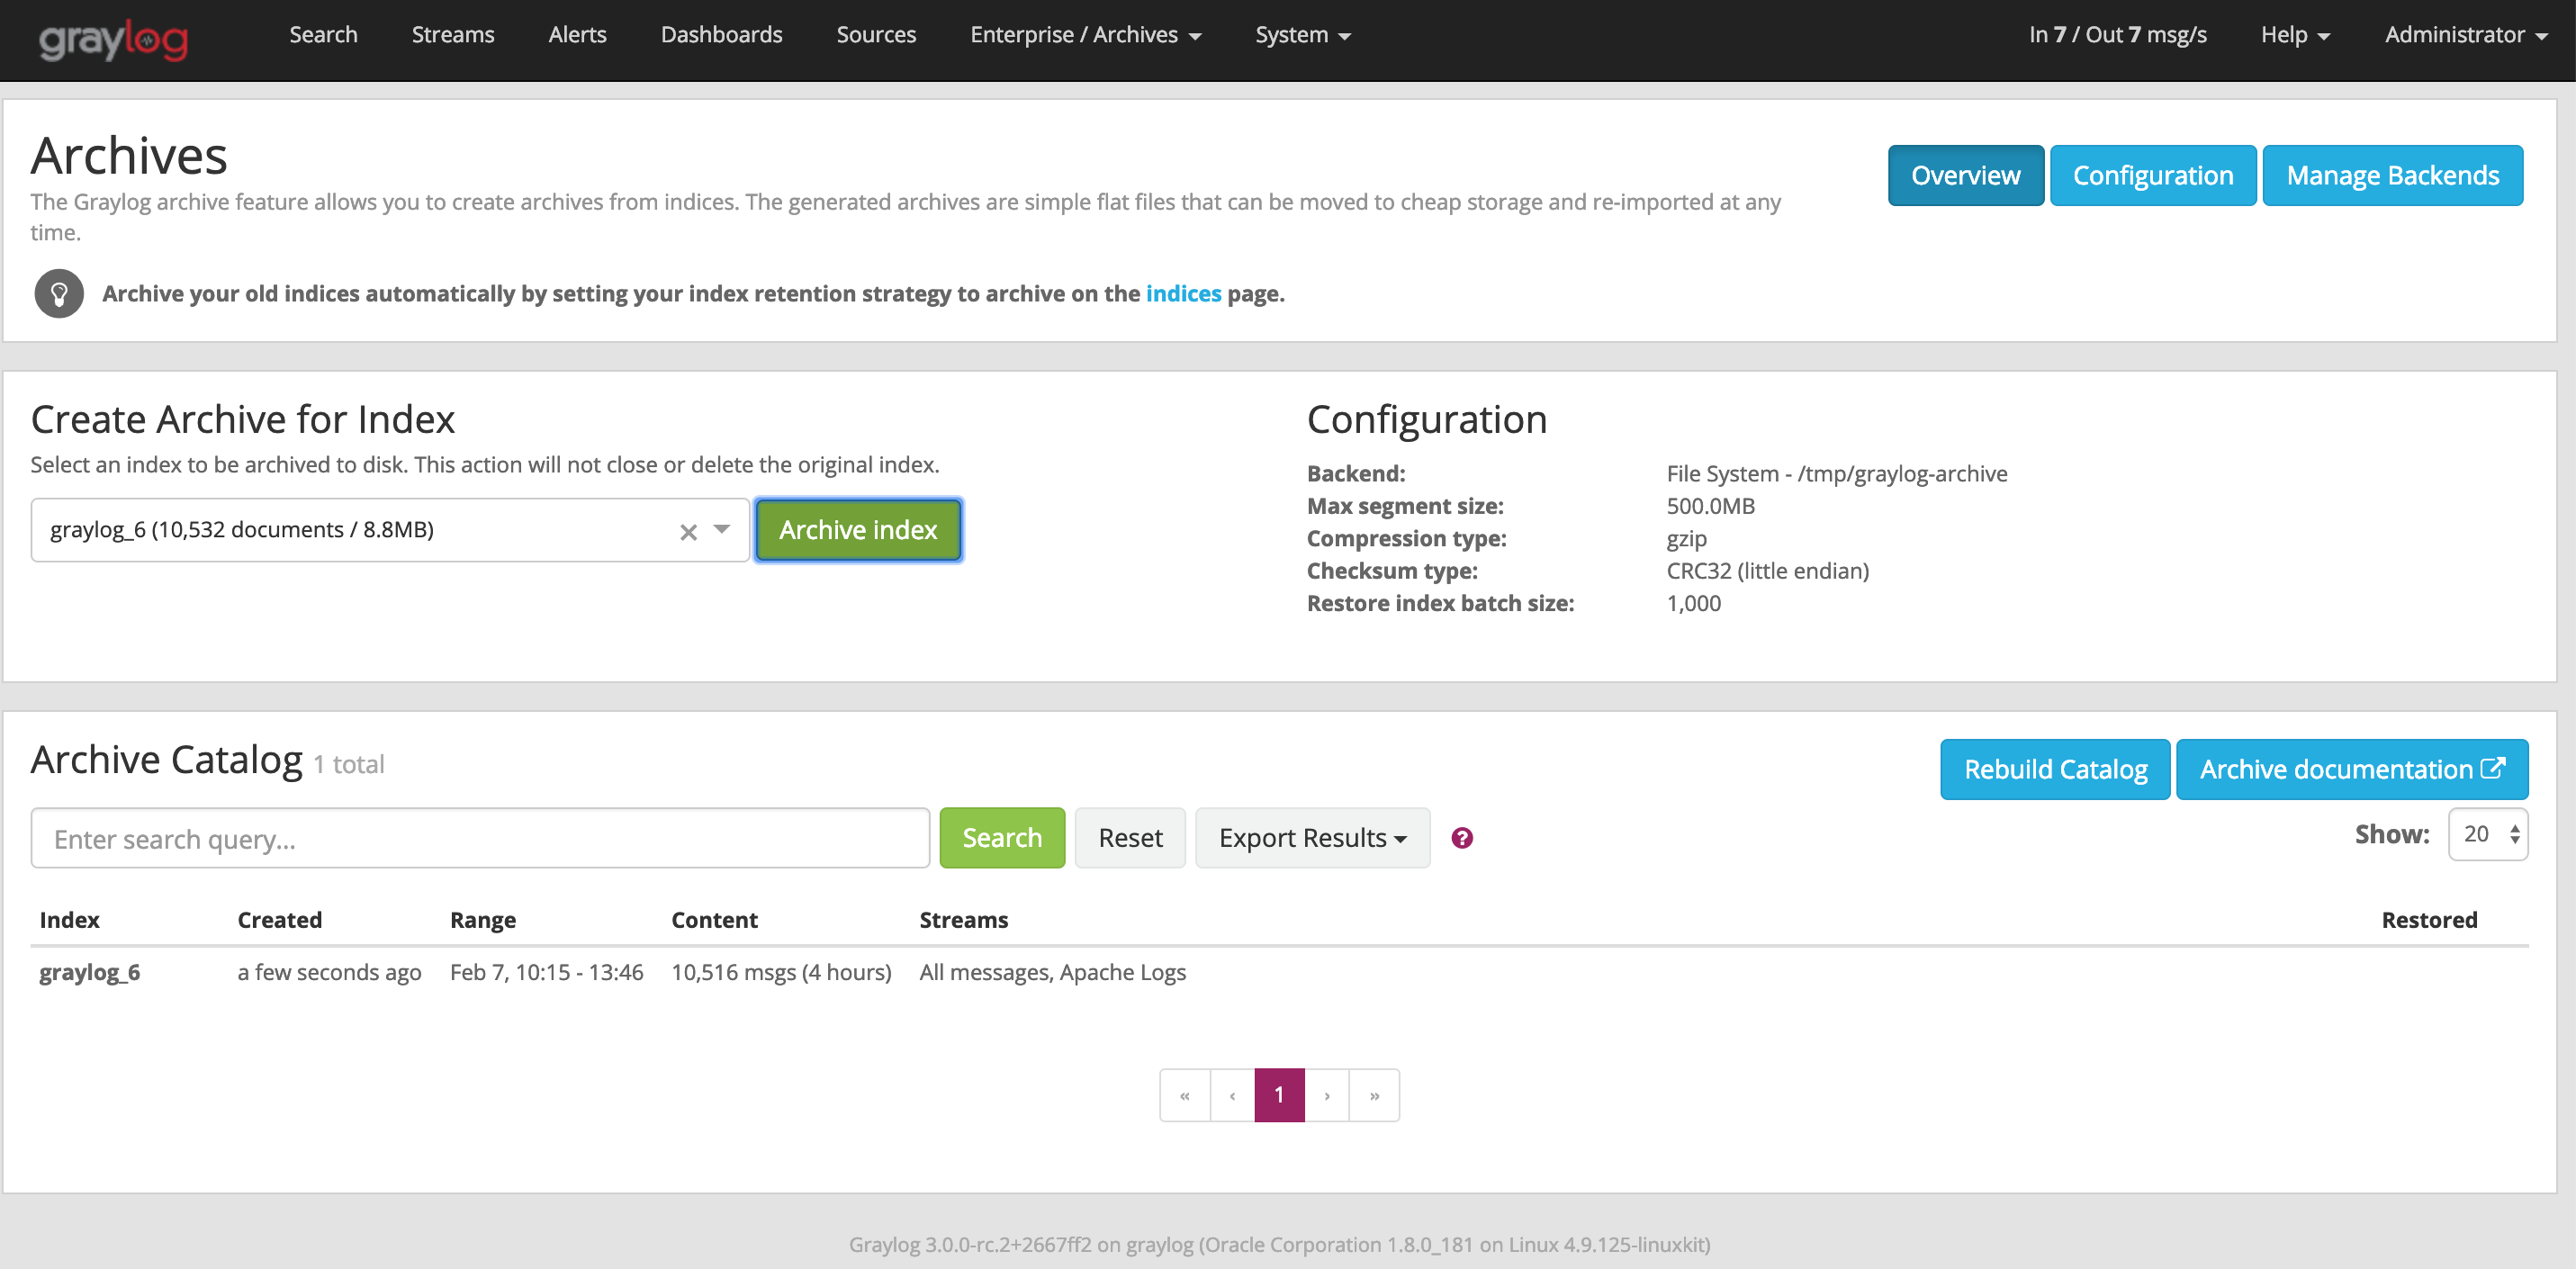 graylog Search Streams Alerts Dashboards Sources Enterprise / Archives System In 7 / Out 7 msg/s Help Administrator
Archives
Overview Configuration Manage Backends
The Graylog archive feature allows you to create archives from indices. The generated archives are simple flat files that can be moved to cheap storage and re-imported at any
time.
Archive your old indices automatically by setting your index retention strategy to archive on the indices page.
Create Archive for Index
Select an index to be archived to disk. This action will not close or delete the original index.
graylog_6 (10,532 documents / 8.8MB) × Archive index
Configuration
Backend: File System - /tmp/graylog-archive
Max segment size: 500.0MB
Compression type: gzip
Checksum type: CRC32 (little endian)
Restore index batch size: 1,000
Archive Catalog 1 total
Rebuild Catalog Archive documentation
Enter search query... Search Reset Export Results ? Show: 20
Index Created Range Content Streams Restored
graylog_6 a few seconds ago Feb 7, 10:15 - 13:46 10,516 msgs (4 hours) All messages, Apache Logs
« ‹ 1 › »
Graylog 3.0.0-rc.2+2667ff2 on graylog (Oracle Corporation 1.8.0_181 on Linux 4.9.125-linuxkit)